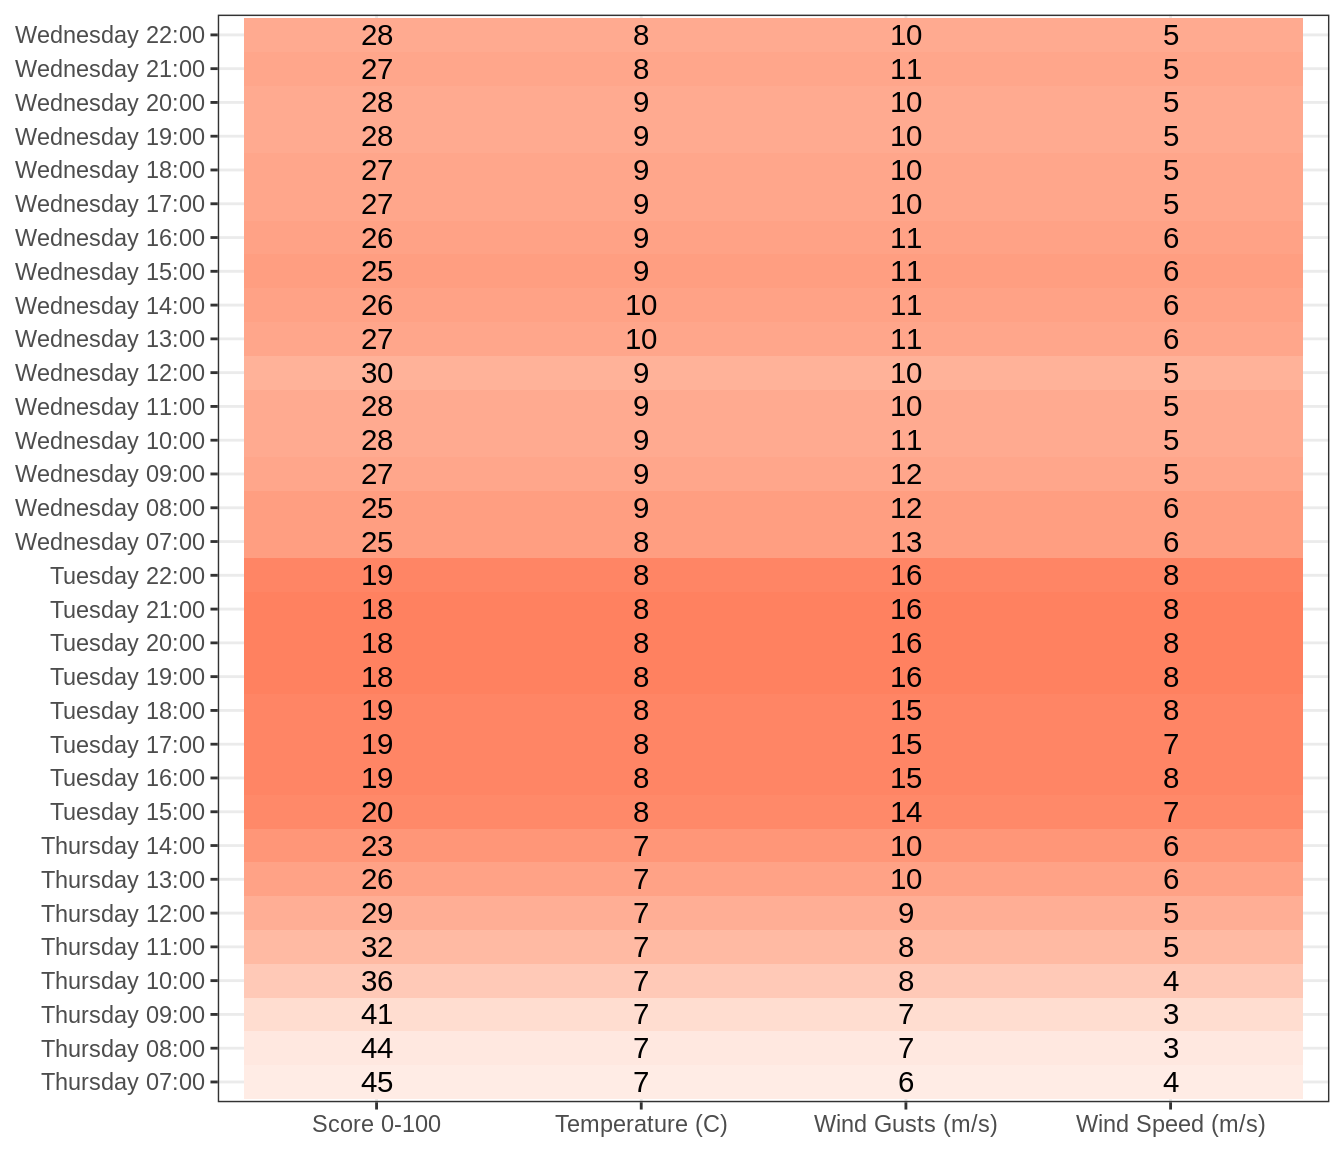 Wednesday 22:00 28 8 10 5
Wednesday 21:00 27 8 11 5
Wednesday 20:00 28 9 10 5
Wednesday 19:00 28 9 10 5
Wednesday 18:00 27 9 10 5
Wednesday 17:00 27 9 10 5
Wednesday 16:00 26 9 11 6
Wednesday 15:00 25 9 11 6
Wednesday 14:00 26 10 11 6
Wednesday 13:00 27 10 11 6
Wednesday 12:00 30 9 10 5
Wednesday 11:00 28 9 10 5
Wednesday 10:00 28 9 11 5
Wednesday 09:00 27 9 12 5
Wednesday 08:00 25 9 12 6
Wednesday 07:00 25 8 13 6
Tuesday 22:00 19 8 16 8
Tuesday 21:00 18 8 16 8
Tuesday 20:00 18 8 16 8
Tuesday 19:00 18 8 16 8
Tuesday 18:00 19 8 15 8
Tuesday 17:00 19 8 15 7
Tuesday 16:00 19 8 15 8
Tuesday 15:00 20 8 14 7
Thursday 14:00 23 7 10 6
Thursday 13:00 26 7 10 6
Thursday 12:00 29 7 9 5
Thursday 11:00 32 7 8 5
Thursday 10:00 36 7 8 4
Thursday 09:00 41 7 7 3
Thursday 08:00 44 7 7 3
Thursday 07:00 45 7 6 4
Score 0-100 Temperature (C) Wind Gusts (m/s) Wind Speed (m/s)